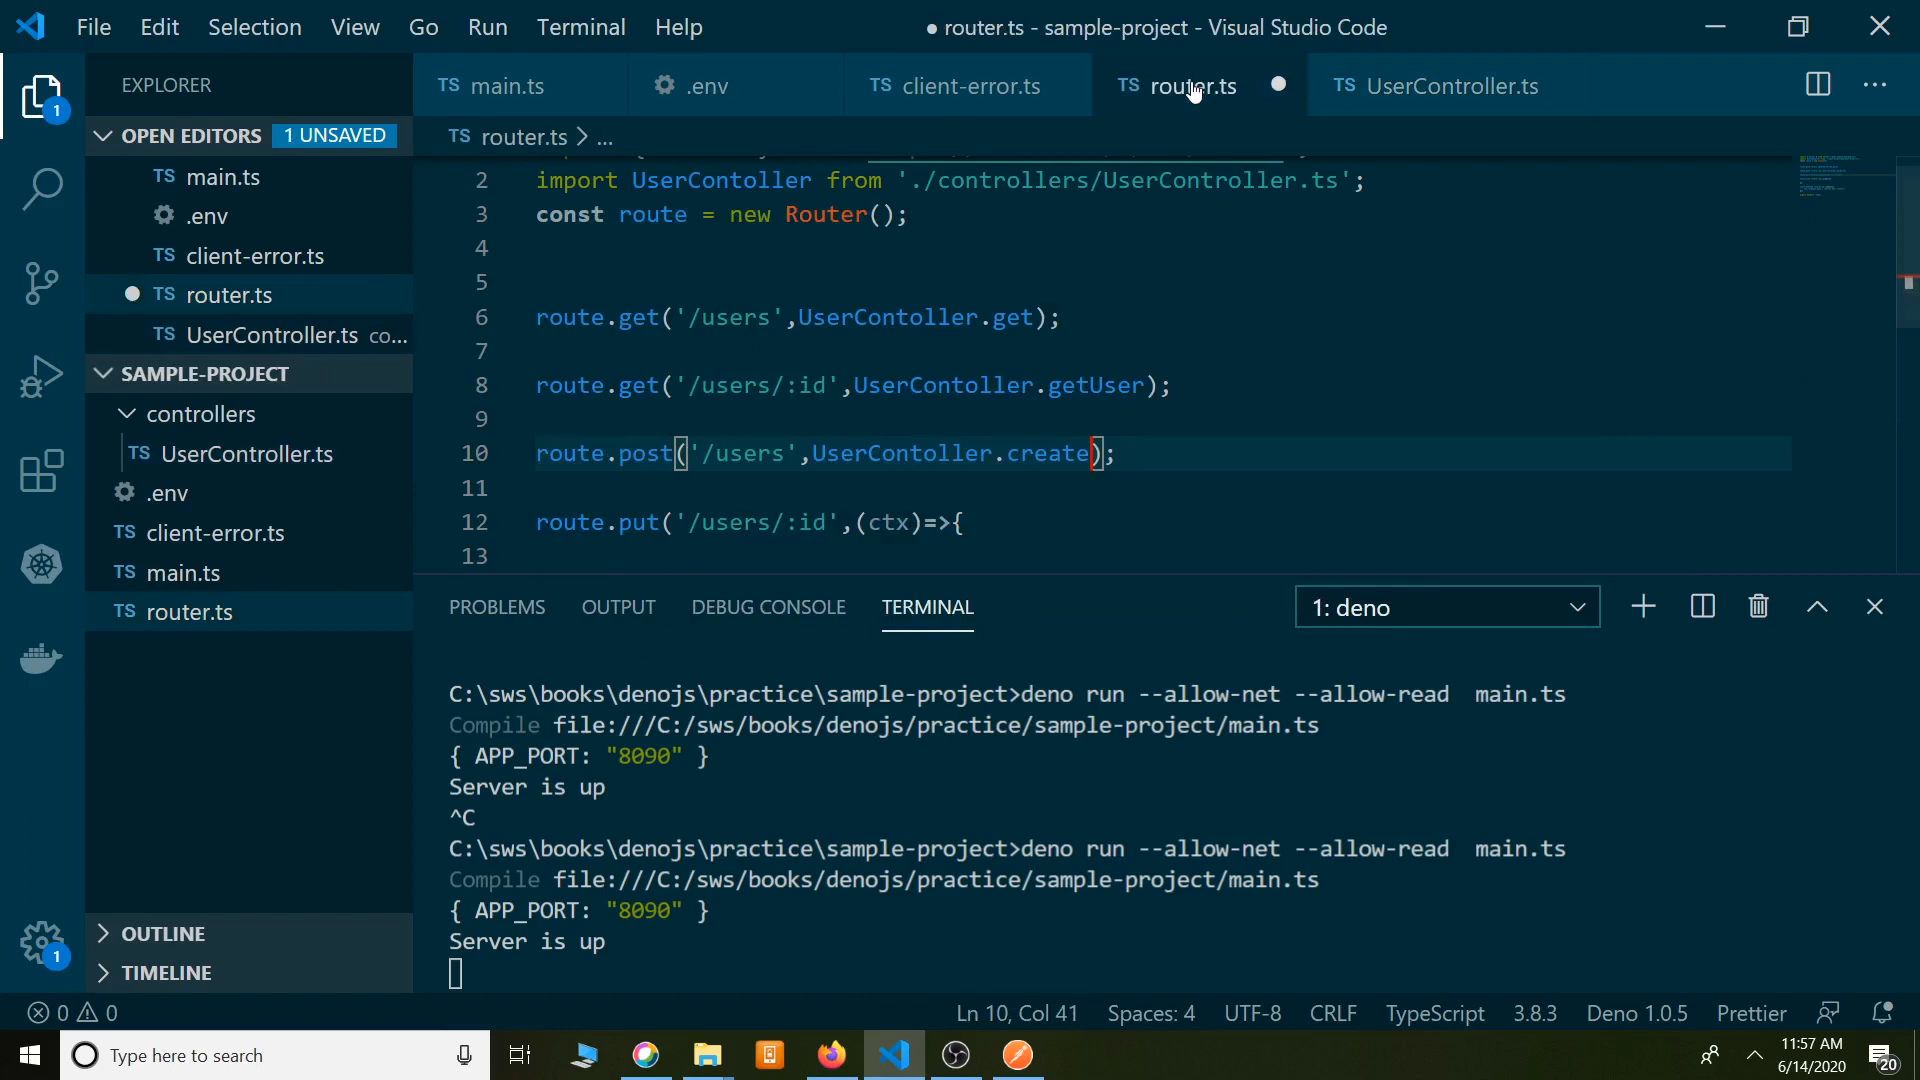 File Edit Selection View Go Run Terminal Help
● router.ts - sample-project - Visual Studio Code
EXPLORER
TS main.ts
.env
TS client-error.ts
TS router.ts
TS UserController.ts
1
OPEN EDITORS 1 UNSAVED
TS router.ts > ...
TS main.ts
.env
TS client-error.ts
TS router.ts
TS UserController.ts co...
SAMPLE-PROJECT
controllers
TS UserController.ts
.env
TS client-error.ts
TS main.ts
TS router.ts
OUTLINE
TIMELINE
1
2 import UserContoller from './controllers/UserController.ts';
3 const route = new Router();
4
5
6 route.get('/users',UserContoller.get);
7
8 route.get('/users/:id',UserContoller.getUser);
9
10 route.post('/users',UserContoller.create);
11
12 route.put('/users/:id',(ctx)=>{
13
PROBLEMS OUTPUT DEBUG CONSOLE TERMINAL
1: deno
C:\sws\books\denojs\practice\sample-project>deno run --allow-net --allow-read  main.ts
Compile file:///C:/sws/books/denojs/practice/sample-project/main.ts
{ APP_PORT: "8090" }
Server is up
^C
C:\sws\books\denojs\practice\sample-project>deno run --allow-net --allow-read  main.ts
Compile file:///C:/sws/books/denojs/practice/sample-project/main.ts
{ APP_PORT: "8090" }
Server is up
0 0
Ln 10, Col 41 Spaces: 4 UTF-8 CRLF TypeScript 3.8.3 Deno 1.0.5 Prettier
Type here to search
11:57 AM
6/14/2020
20